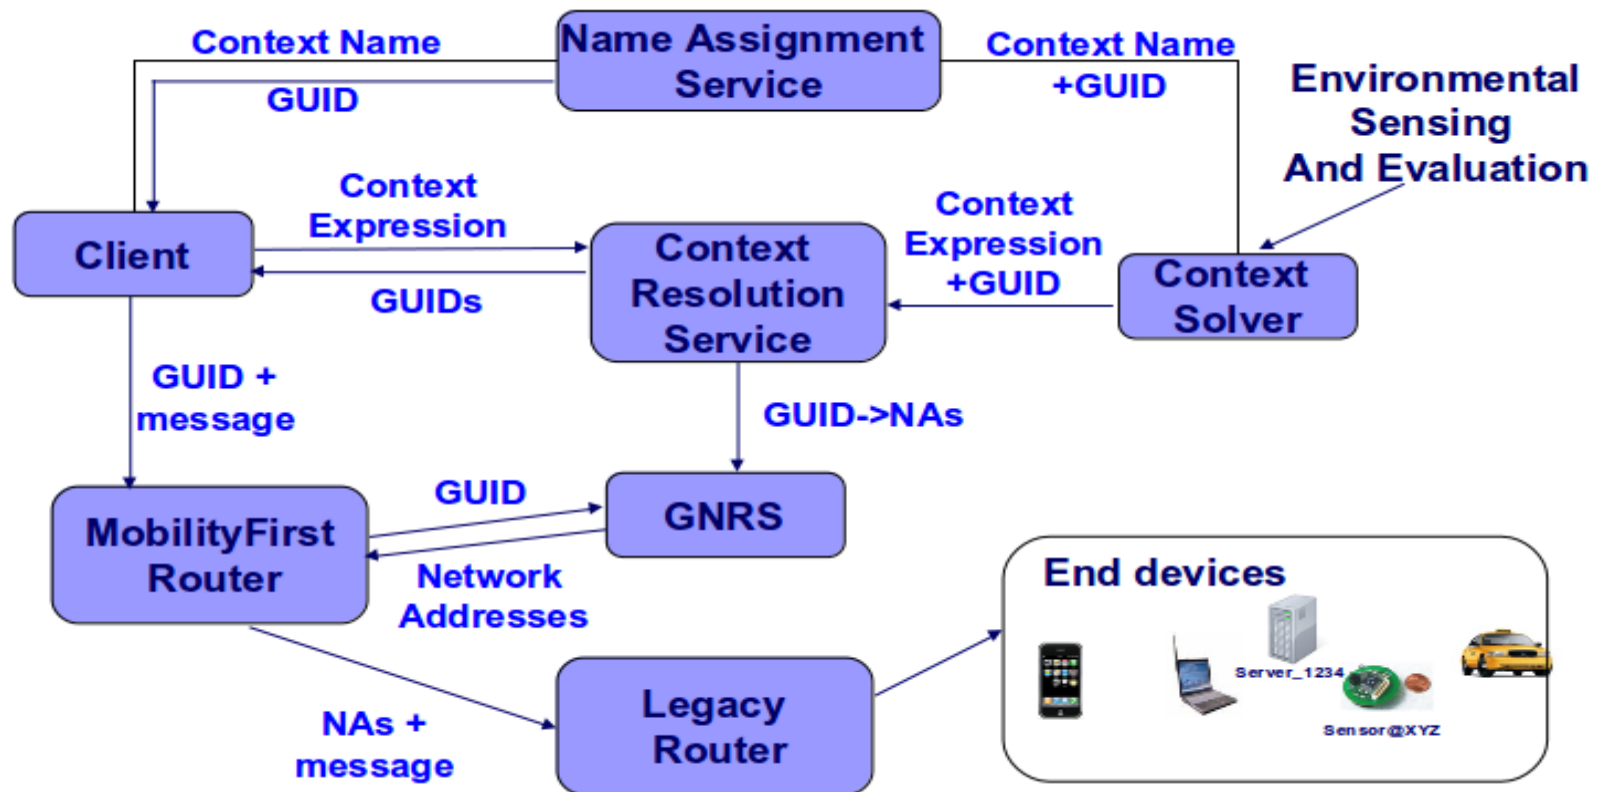 Context Name
Name Assignment
Service
Context Name
+GUID
GUID
Environmental
Sensing
And Evaluation
Context
Expression
Client
GUIDs
Context
Resolution
Service
Context
Expression
+GUID
Context
Solver
GUID +
message
GUID->NAs
MobilityFirst
Router
GUID
Network
Addresses
GNRS
NAs +
message
Legacy
Router
End devices
Server_1234
Sensor@XYZ